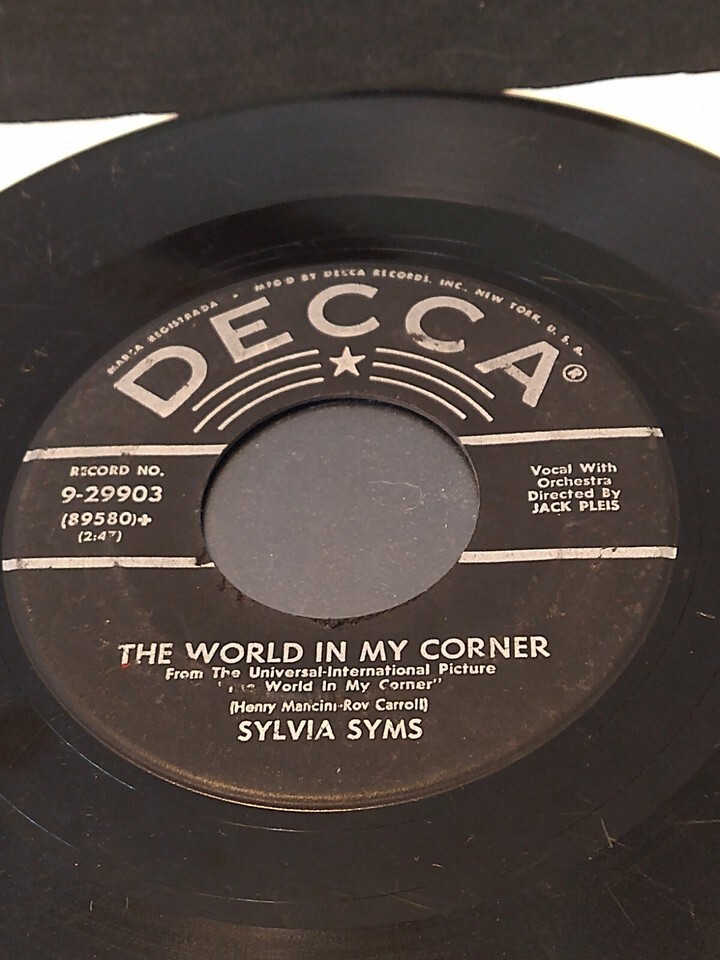 MARCA REGISTRADA • MFG'D BY DECCA RECORDS, INC., NEW YORK, U. S. A.
DECCA®
RECORD NO.
9-29903
(89580)+
(2:47)
Vocal With
Orchestra
Directed By
JACK PLEIS
THE WORLD IN MY CORNER
From The Universal-International Picture
World In My Corner"
(Henry Mancini-Roy Carroll)
SYLVIA SYMS